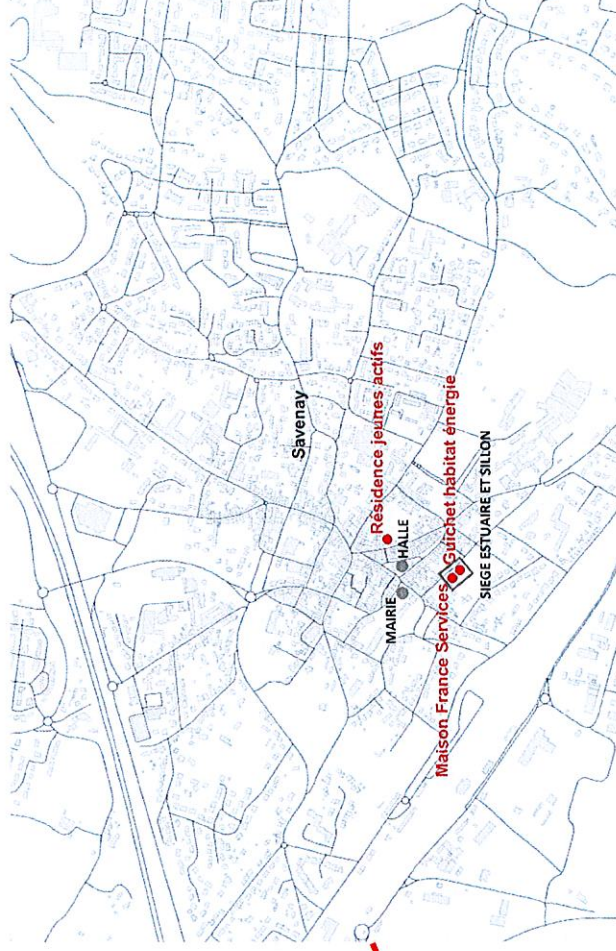 Savenay
Résidence jeunes actifs
HALLE
MAIRIE
Maison France Services
Guichet habitat énergie
SIEGE ESTUAIRE ET SILLON